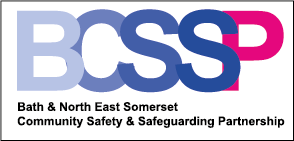 BCSSP
Bath & North East Somerset
Community Safety & Safeguarding Partnership